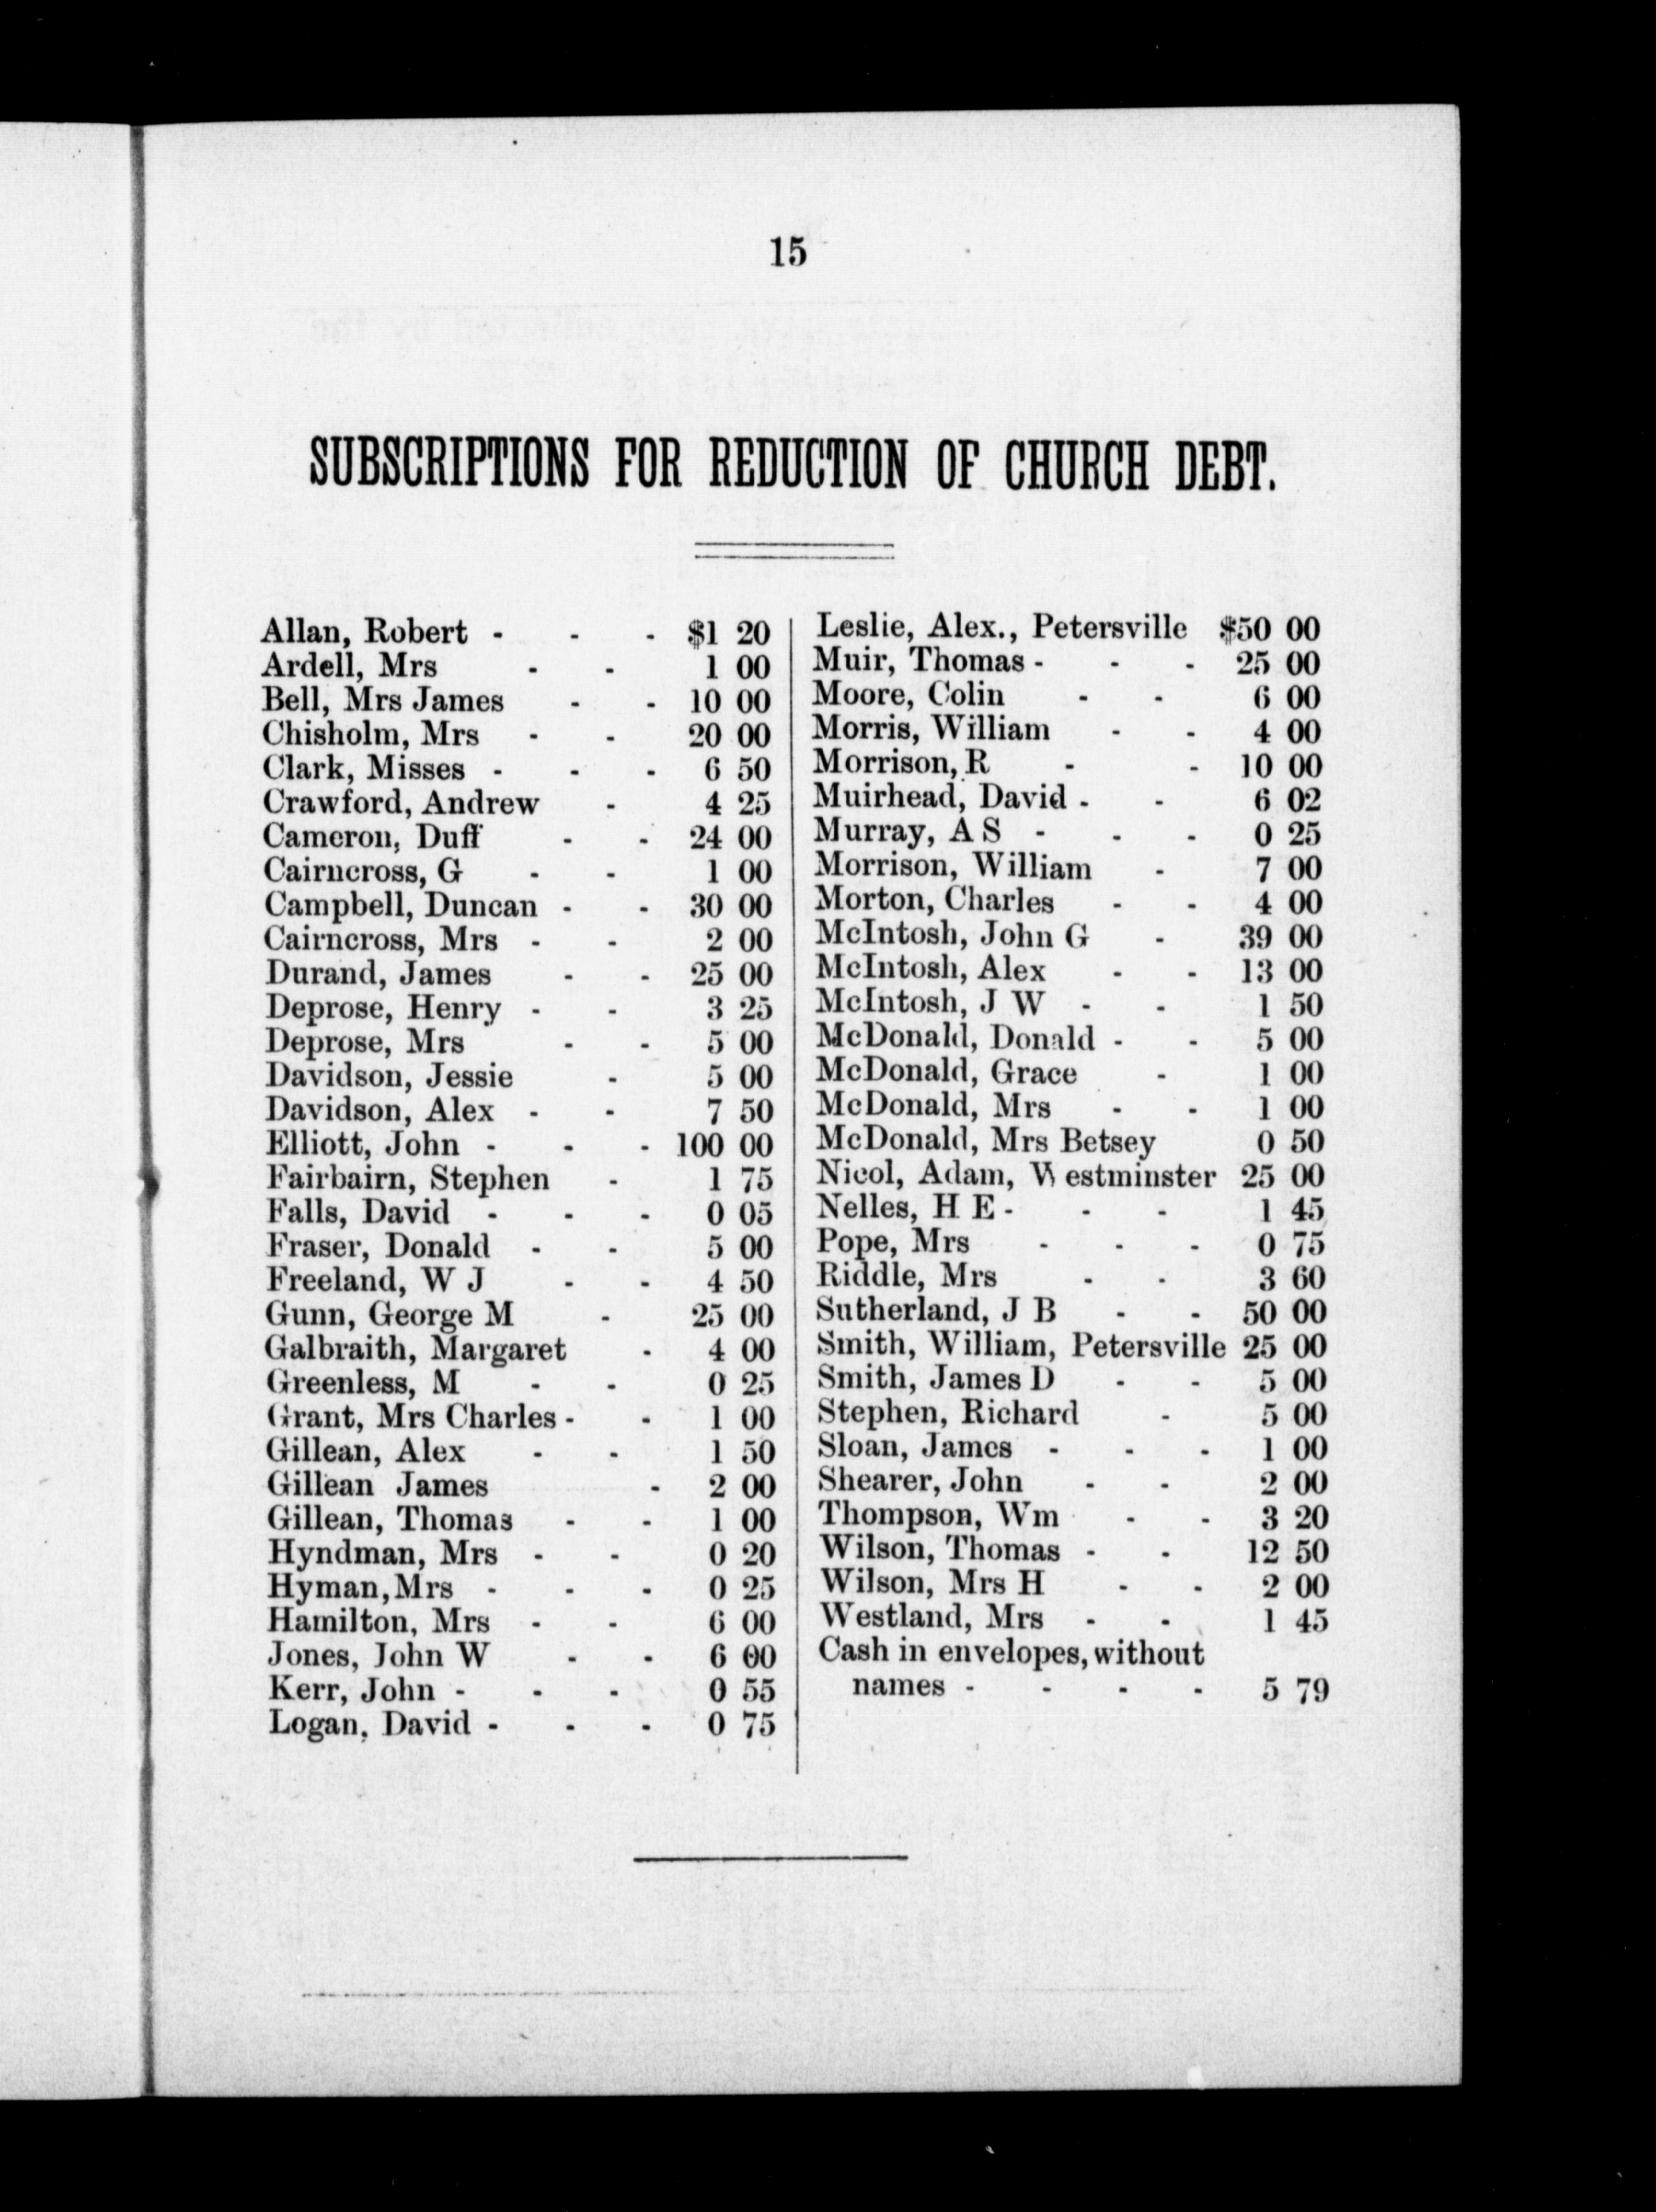 15
SUBSCRIPTIONS FOR REDUCTION OF CHURCH DEBT.
Allan, Robert - - - $1 20
Ardell, Mrs - - 1 00
Bell, Mrs James - - 10 00
Chisholm, Mrs - - 20 00
Clark, Misses - - - 6 50
Crawford, Andrew - 4 25
Cameron, Duff - - 24 00
Cairncross, G - - 1 00
Campbell, Duncan - - 30 00
Cairncross, Mrs - - 2 00
Durand, James - - 25 00
Deprose, Henry - - 3 25
Deprose, Mrs - - 5 00
Davidson, Jessie - 5 00
Davidson, Alex - - 7 50
Elliott, John - - - 100 00
Fairbairn, Stephen - 1 75
Falls, David - - - 0 05
Fraser, Donald - - 5 00
Freeland, W J - - 4 50
Gunn, George M - 25 00
Galbraith, Margaret - 4 00
Greenless, M - - 0 25
Grant, Mrs Charles - - 1 00
Gillean, Alex - - 1 50
Gillean James - 2 00
Gillean, Thomas - - 1 00
Hyndman, Mrs - - 0 20
Hyman, Mrs - - - 0 25
Hamilton, Mrs - - 6 00
Jones, John W - - 6 00
Kerr, John - - - 0 55
Logan, David - - - 0 75
Leslie, Alex., Petersville $50 00
Muir, Thomas - - - 25 00
Moore, Colin - - 6 00
Morris, William - - 4 00
Morrison, R - - 10 00
Muirhead, David - - 6 02
Murray, A S - - - 0 25
Morrison, William - 7 00
Morton, Charles - - 4 00
McIntosh, John G - 39 00
McIntosh, Alex - - 13 00
McIntosh, J W - - 1 50
McDonald, Donald - - 5 00
McDonald, Grace - 1 00
McDonald, Mrs - - 1 00
McDonald, Mrs Betsey 0 50
Nicol, Adam, Westminster 25 00
Nelles, H E - - - 1 45
Pope, Mrs - - - 0 75
Riddle, Mrs - - 3 60
Sutherland, J B - - 50 00
Smith, William, Petersville 25 00
Smith, James D - - 5 00
Stephen, Richard - 5 00
Sloan, James - - - 1 00
Shearer, John - - 2 00
Thompson, Wm - - 3 20
Wilson, Thomas - - 12 50
Wilson, Mrs H - - 2 00
Westland, Mrs - - 1 45
Cash in envelopes, without
names - - - - 5 79